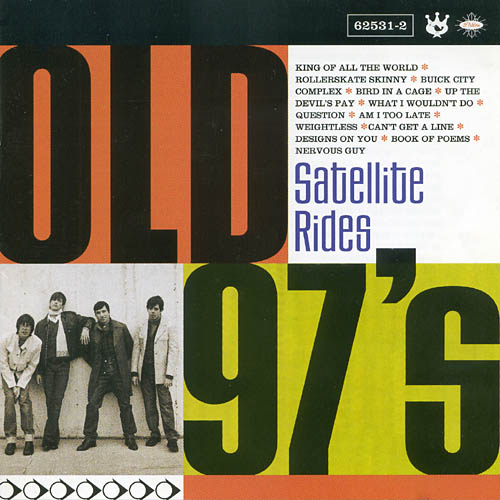 62531-2
KING OF ALL THE WORLD *
ROLLERSKATE SKINNY * BUICK CITY
COMPLEX * BIRD IN A CAGE * UP THE
DEVIL'S PAY * WHAT I WOULDN'T DO *
QUESTION * AM I TOO LATE *
WEIGHTLESS * CAN'T GET A LINE *
DESIGNS ON YOU * BOOK OF POEMS *
NERVOUS GUY
OLD
Satellite
Rides
97's